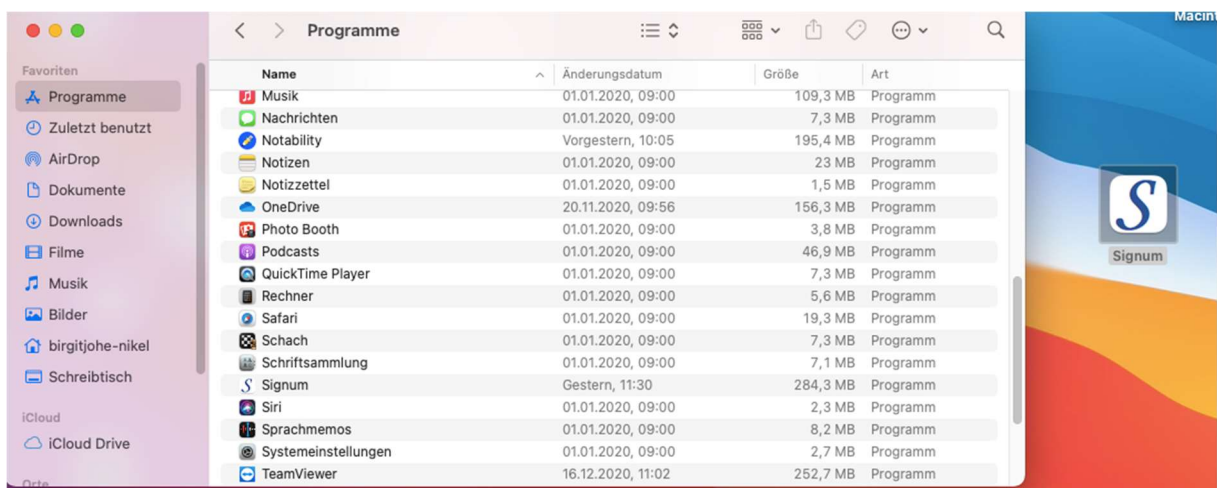 Programme
Macint
Favoriten
Programme
Zuletzt benutzt
AirDrop
Dokumente
Downloads
Filme
Musik
Bilder
birgitjohe-nikel
Schreibtisch
iCloud
iCloud Drive
Orte
Name Änderungsdatum Größe Art
Musik 01.01.2020, 09:00 109,3 MB Programm
Nachrichten 01.01.2020, 09:00 7,3 MB Programm
Notability Vorgestern, 10:05 195,4 MB Programm
Notizen 01.01.2020, 09:00 23 MB Programm
Notizzettel 01.01.2020, 09:00 1,5 MB Programm
OneDrive 20.11.2020, 09:56 156,3 MB Programm
Photo Booth 01.01.2020, 09:00 3,8 MB Programm
Podcasts 01.01.2020, 09:00 46,9 MB Programm
QuickTime Player 01.01.2020, 09:00 7,3 MB Programm
Rechner 01.01.2020, 09:00 5,6 MB Programm
Safari 01.01.2020, 09:00 19,3 MB Programm
Schach 01.01.2020, 09:00 7,3 MB Programm
Schriftsammlung 01.01.2020, 09:00 7,1 MB Programm
Signum Gestern, 11:30 284,3 MB Programm
Siri 01.01.2020, 09:00 2,3 MB Programm
Sprachmemos 01.01.2020, 09:00 8,2 MB Programm
Systemeinstellungen 01.01.2020, 09:00 2,7 MB Programm
TeamViewer 16.12.2020, 11:02 252,7 MB Programm
S
Signum